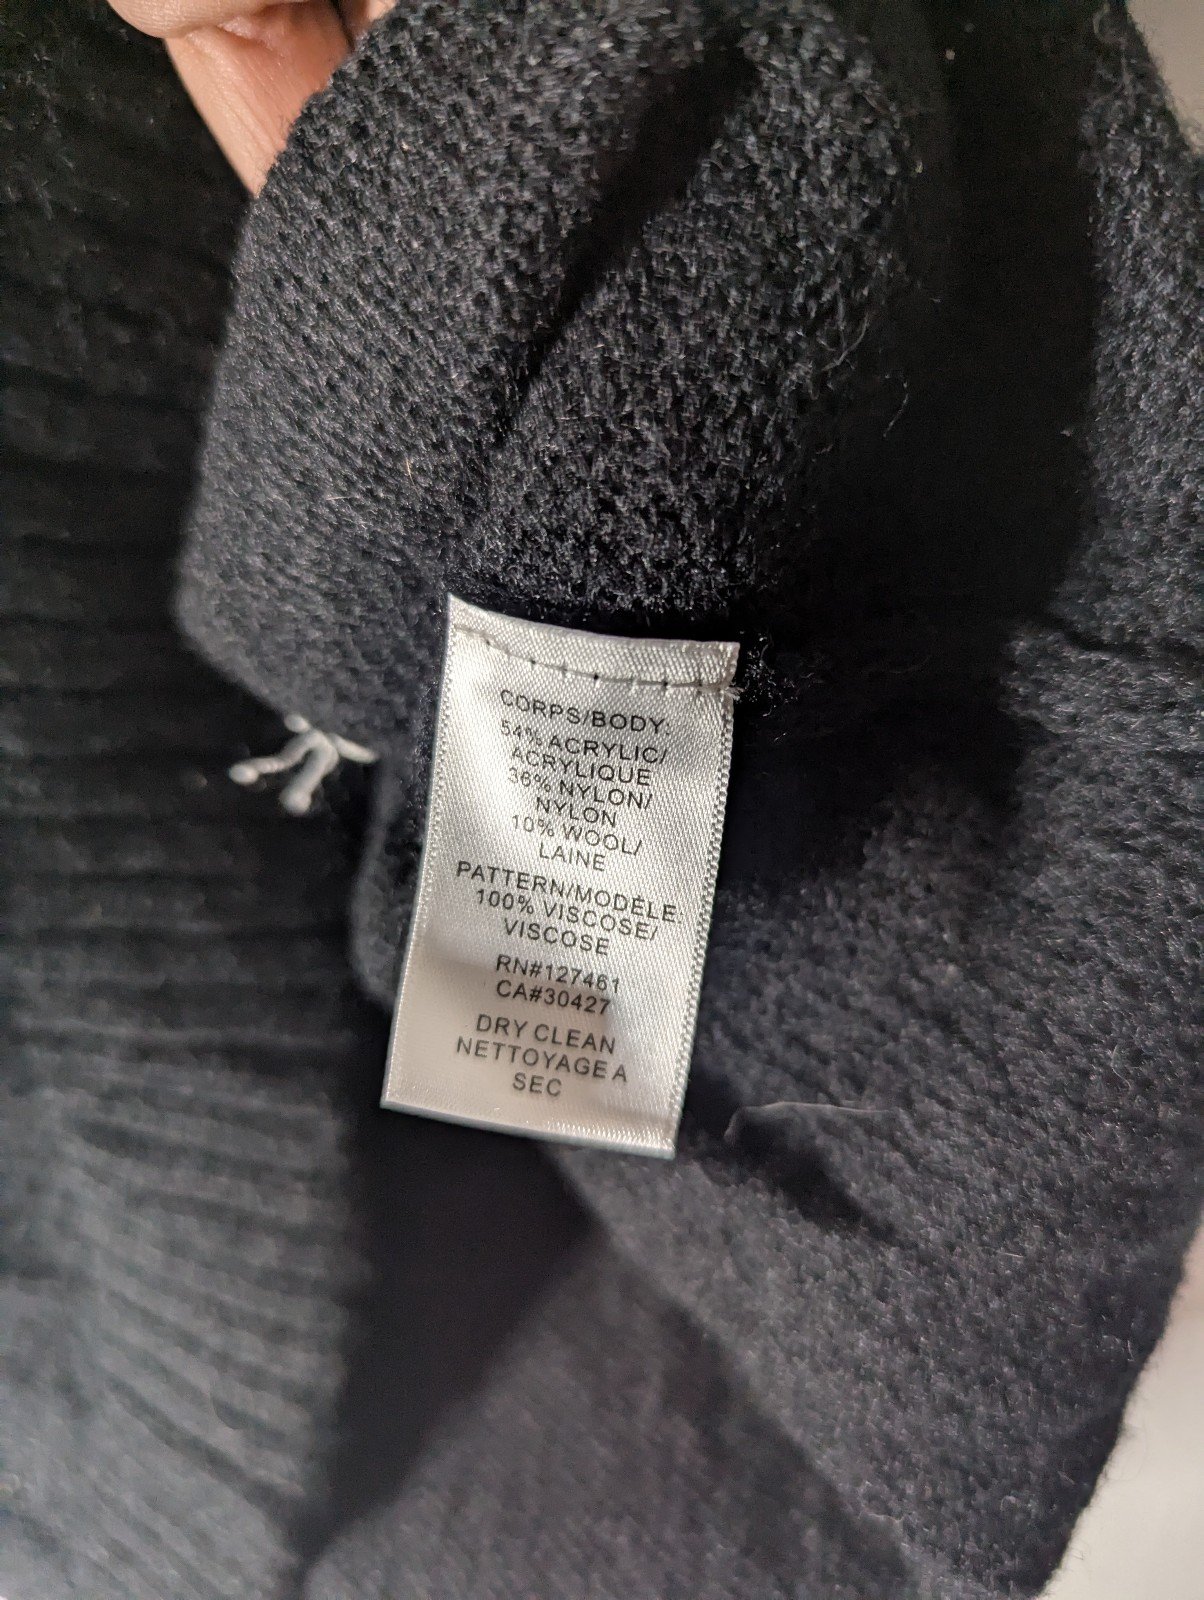 CORPS/BODY:
54% ACRYLIC/
ACRYLIQUE
36% NYLON/
NYLON
10% WOOL/
LAINE
PATTERN/MODÈLE:
100% VISCOSE/
VISCOSE
RN#127461
CA#30427
DRY CLEAN
NETTOYAGE A
SEC